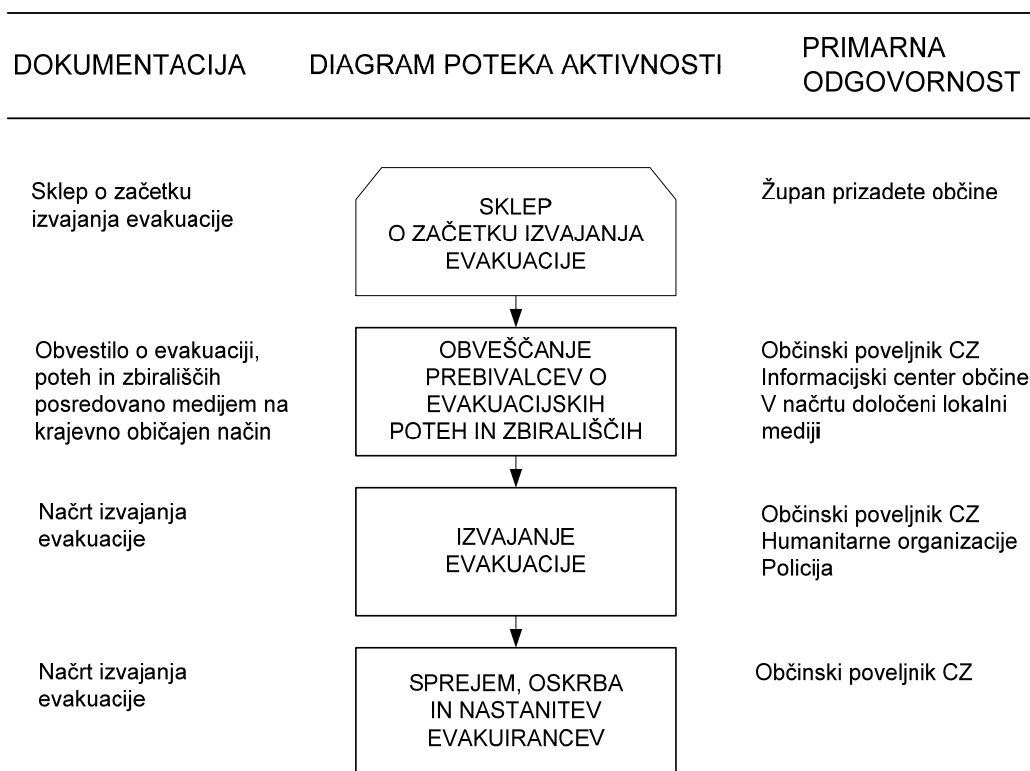 DOKUMENTACIJA
DIAGRAM POTEKA AKTIVNOSTI
PRIMARNA
ODGOVORNOST
Sklep o začetku
izvajanja evakuacije
SKLEP
O ZAČETKU IZVAJANJA
EVAKUACIJE
Župan prizadete občine
Obvestilo o evakuaciji,
poteh in zbirališčih
posredovano medijem na
krajevno običajen način
OBVEŠČANJE
PREBIVALCEV O
EVAKUACIJSKIH
POTEH IN ZBIRALIŠČIH
Občinski poveljnik CZ
Informacijski center občine
V načrtu določeni lokalni
mediji
Načrt izvajanja
evakuacije
IZVAJANJE
EVAKUACIJE
Občinski poveljnik CZ
Humanitarne organizacije
Policija
Načrt izvajanja
evakuacije
SPREJEM, OSKRBA
IN NASTANITEV
EVAKUIRANCEV
Občinski poveljnik CZ